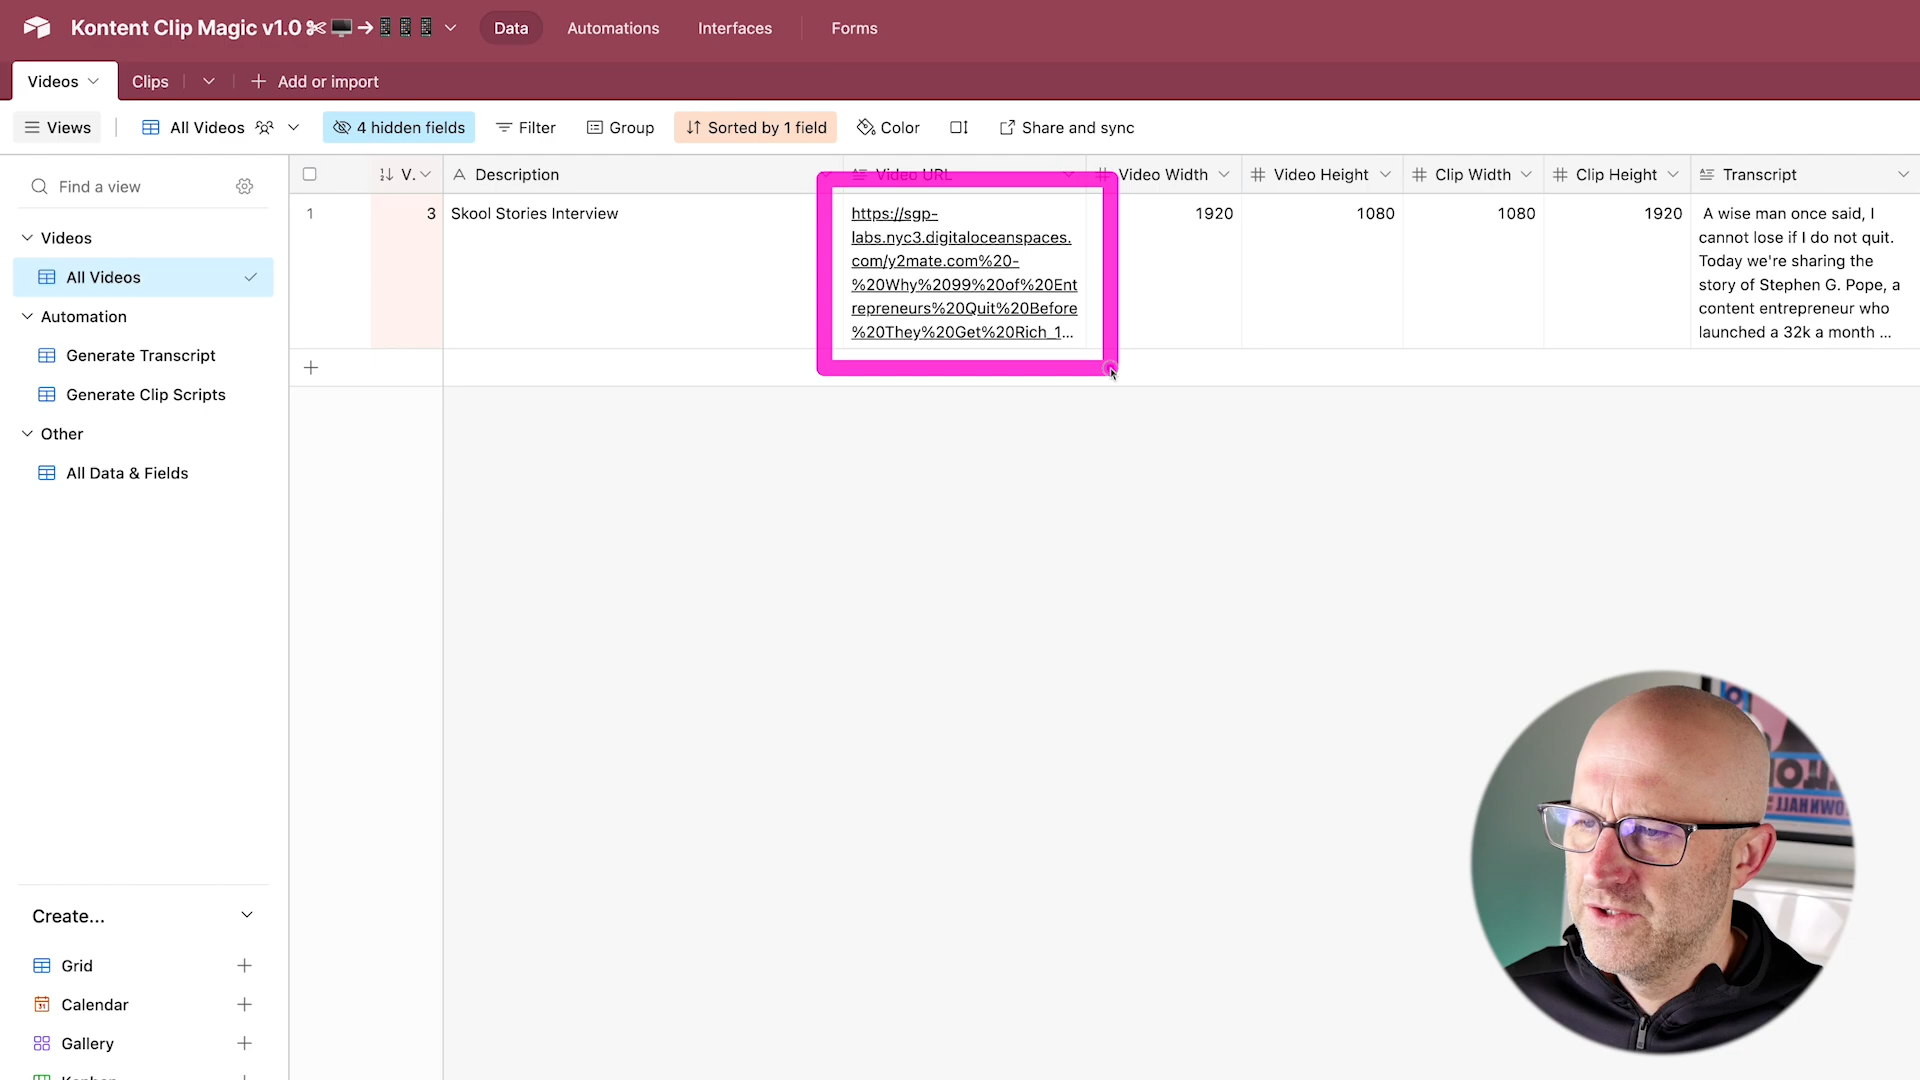 Kontent Clip Magic v1.0
Data
Automations
Interfaces
Forms
Videos
Clips
Add or import
Views
All Videos
4 hidden fields
Filter
Group
Sorted by 1 field
Color
Share and sync
Find a view
Videos
All Videos
Automation
Generate Transcript
Generate Clip Scripts
Other
All Data & Fields
Create...
Grid
Calendar
Gallery
V.
Description
Video URL
Video Width
Video Height
Clip Width
Clip Height
Transcript
1
3
Skool Stories Interview
https://sgp-
labs.nyc3.digitaloceanspaces.
com/y2mate.com%20-
%20Why%2099%20of%20Ent
repreneurs%20Quit%20Before
%20They%20Get%20Rich_1...
1920
1080
1080
1920
A wise man once said, I
cannot lose if I do not quit.
Today we're sharing the
story of Stephen G. Pope, a
content entrepreneur who
launched a 32k a month ...